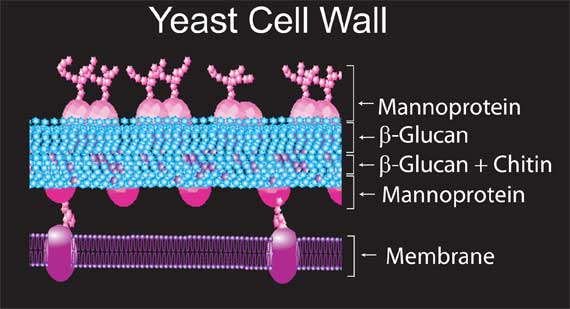 Yeast Cell Wall
Mannoprotein
β-Glucan
β-Glucan + Chitin
Mannoprotein
Membrane